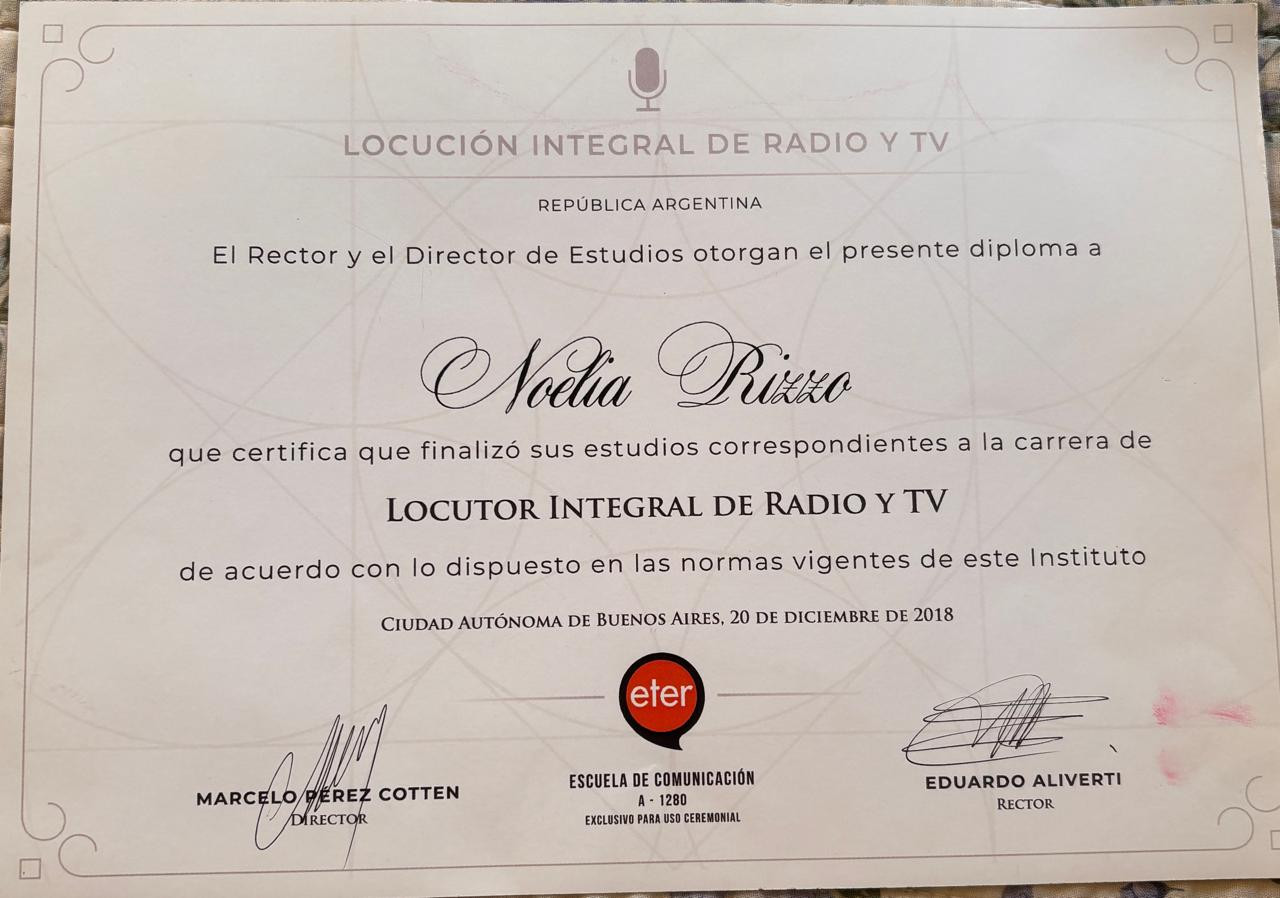 LOCUCIÓN INTEGRAL DE RADIO Y TV
REPÚBLICA ARGENTINA
El Rector y el Director de Estudios otorgan el presente diploma a
Noelia Rizzo
que certifica que finalizó sus estudios correspondientes a la carrera de
LOCUTOR INTEGRAL DE RADIO Y TV
de acuerdo con lo dispuesto en las normas vigentes de este Instituto
CIUDAD AUTÓNOMA DE BUENOS AIRES, 20 DE DICIEMBRE DE 2018
eter
MARCELO PÉREZ COTTEN
DIRECTOR
ESCUELA DE COMUNICACIÓN
A - 1280
EXCLUSIVO PARA USO CEREMONIAL
EDUARDO ALIVERTI
RECTOR